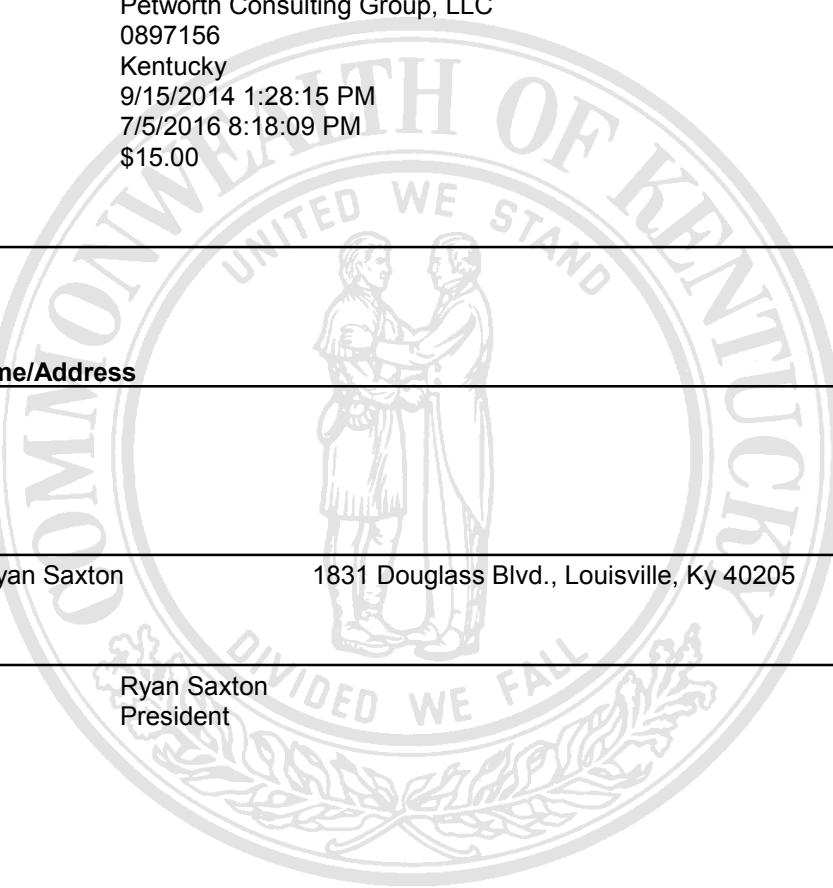 Petworth Consulting Group, LLC
0897156
Kentucky
9/15/2014 1:28:15 PM
7/5/2016 8:18:09 PM
$15.00
COMMONWEALTH OF KENTUCKY
UNITED WE STAND
me/Address
yan Saxton 1831 Douglass Blvd., Louisville, Ky 40205
DIVIDED WE FALL
Ryan Saxton
President